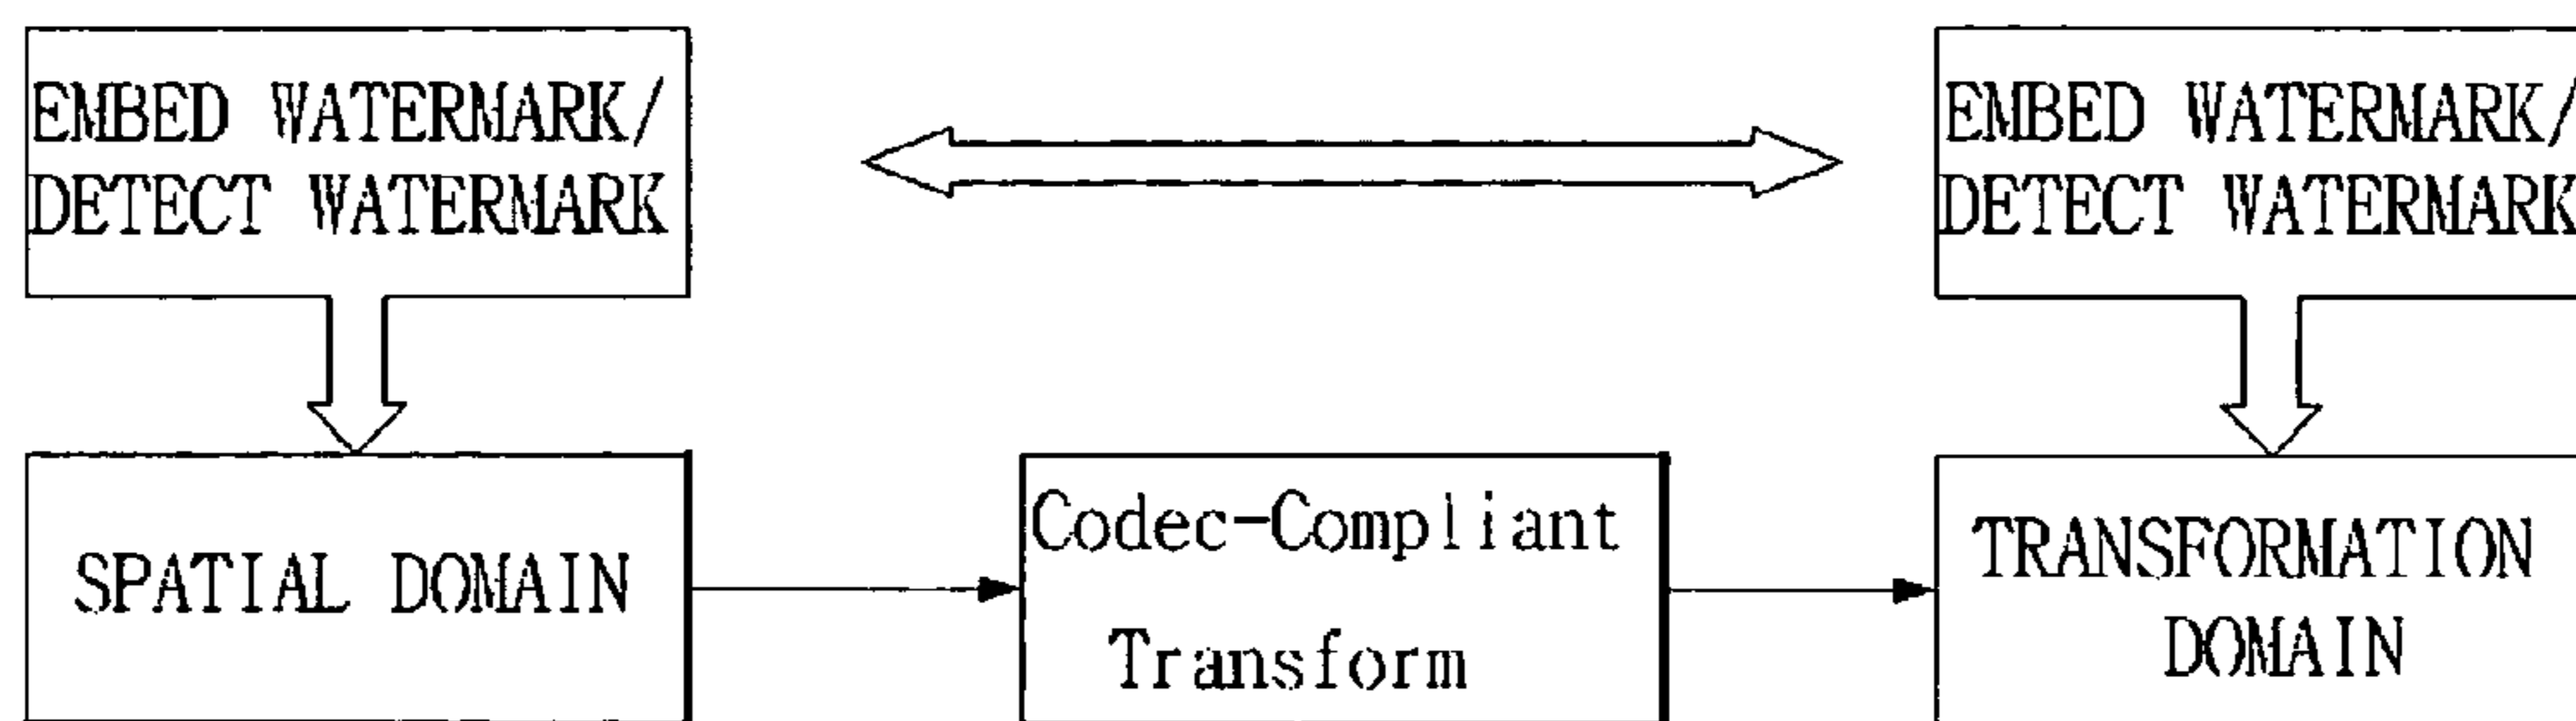 EMBED WATERMARK/
DETECT WATERMARK
EMBED WATERMARK/
DETECT WATERMARK
SPATIAL DOMAIN
Codec-Compliant
Transform
TRANSFORMATION
DOMAIN